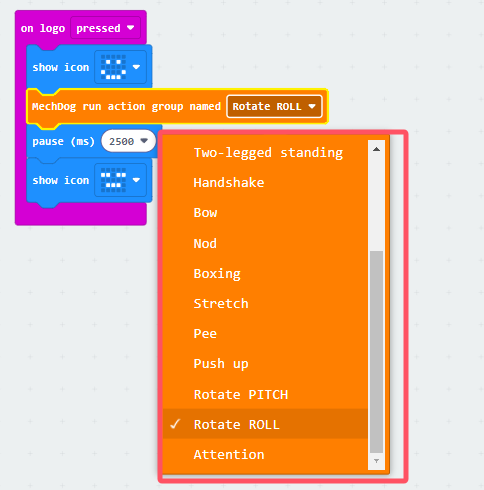 on logo pressed
show icon
MechDog run action group named Rotate ROLL
pause (ms) 2500
show icon
Two-legged standing
Handshake
Bow
Nod
Boxing
Stretch
Pee
Push up
Rotate PITCH
Rotate ROLL
Attention